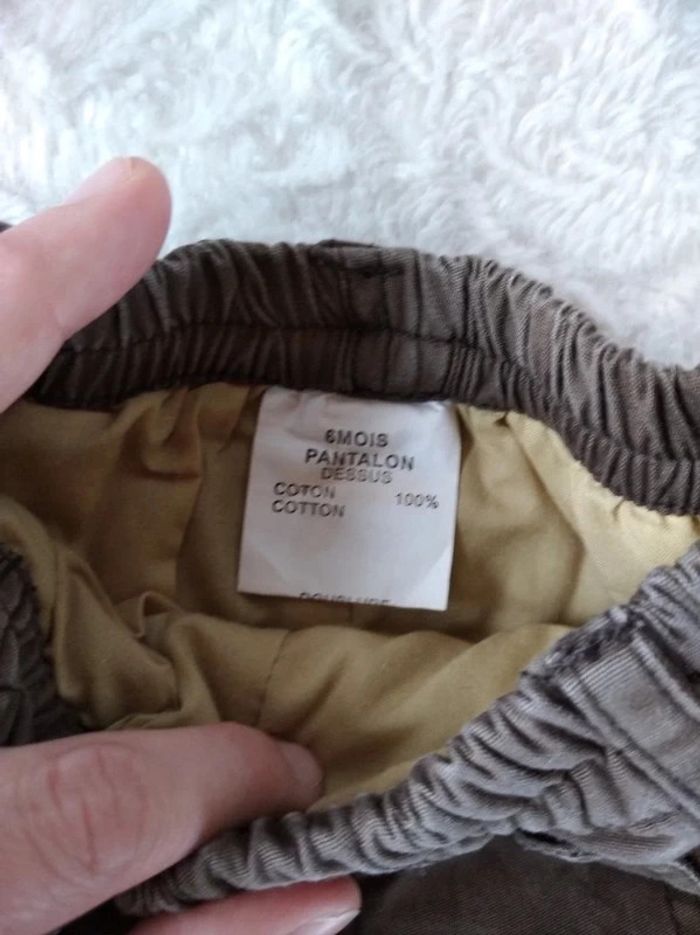 6MOIS
PANTALON
DESSUS
COTON 100%
COTTON